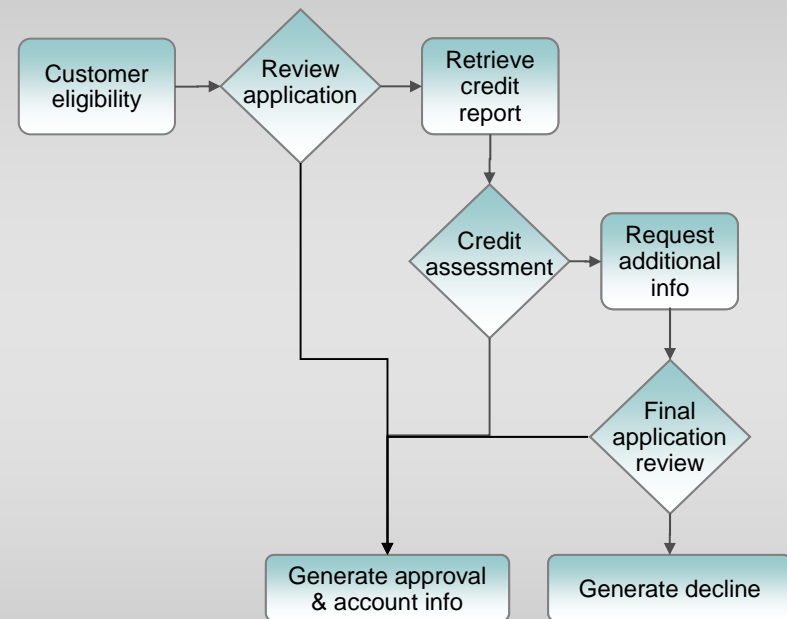 Customer
eligibility
Review
application
Retrieve
credit
report
Credit
assessment
Request
additional
info
Final
application
review
Generate approval
& account info
Generate decline